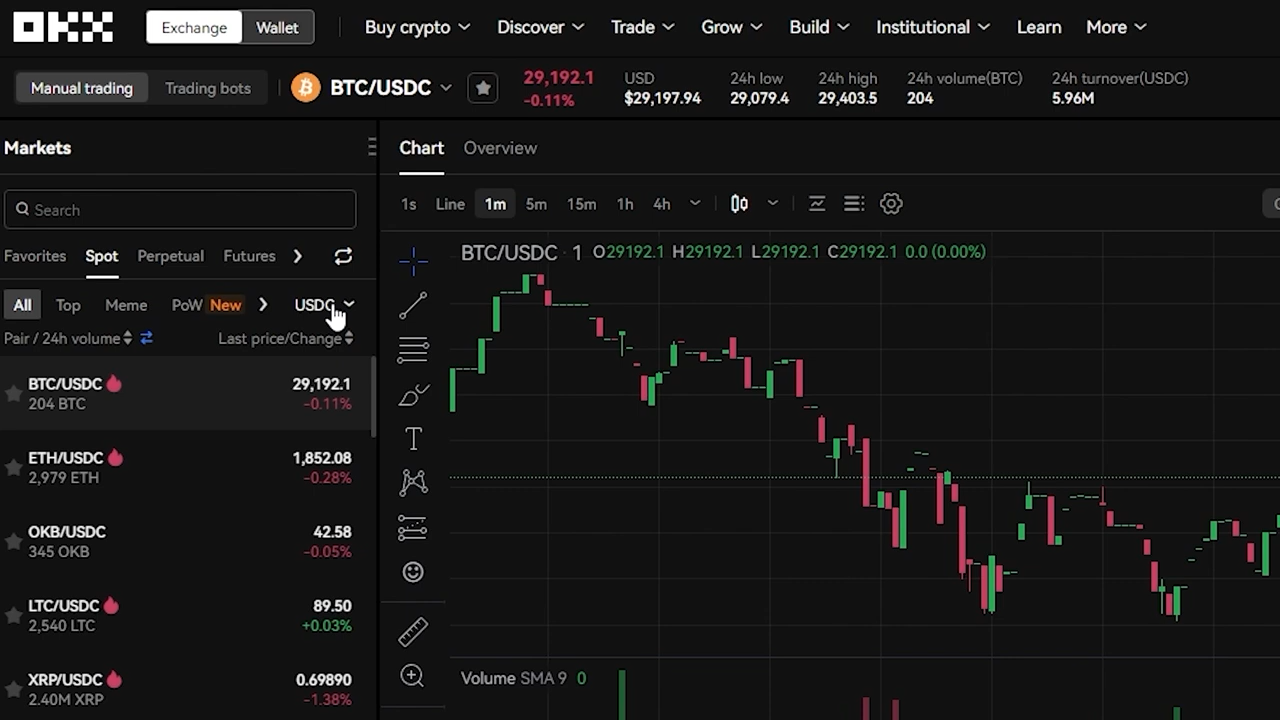 OKX Exchange Wallet Buy crypto Discover Trade Grow Build Institutional Learn More
Manual trading Trading bots BTC/USDC 29,192.1 -0.11% USD $29,197.94 24h low 29,079.4 24h high 29,403.5 24h volume(BTC) 204 24h turnover(USDC) 5.96M
Markets
Search
Favorites Spot Perpetual Futures
All Top Meme PoW New USDC
Pair / 24h volume Last price/Change
BTC/USDC 29,192.1
204 BTC -0.11%
ETH/USDC 1,852.08
2,979 ETH -0.28%
OKB/USDC 42.58
345 OKB -0.05%
LTC/USDC 89.50
2,540 LTC +0.03%
XRP/USDC 0.69890
2.40M XRP -1.38%
Chart Overview
1s Line 1m 5m 15m 1h 4h
BTC/USDC · 1 O29192.1 H29192.1 L29192.1 C29192.1 0.0 (0.00%)
T
Volume SMA 9 0